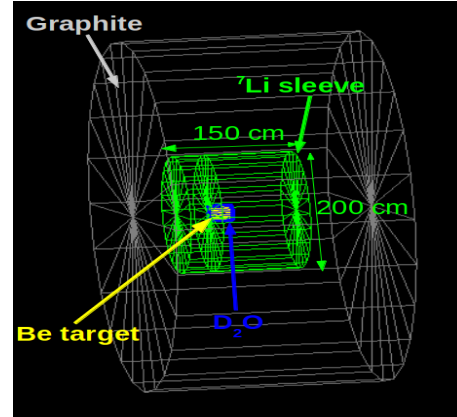 Graphite
⁷Li sleeve
150 cm
200 cm
Be target
D₂O